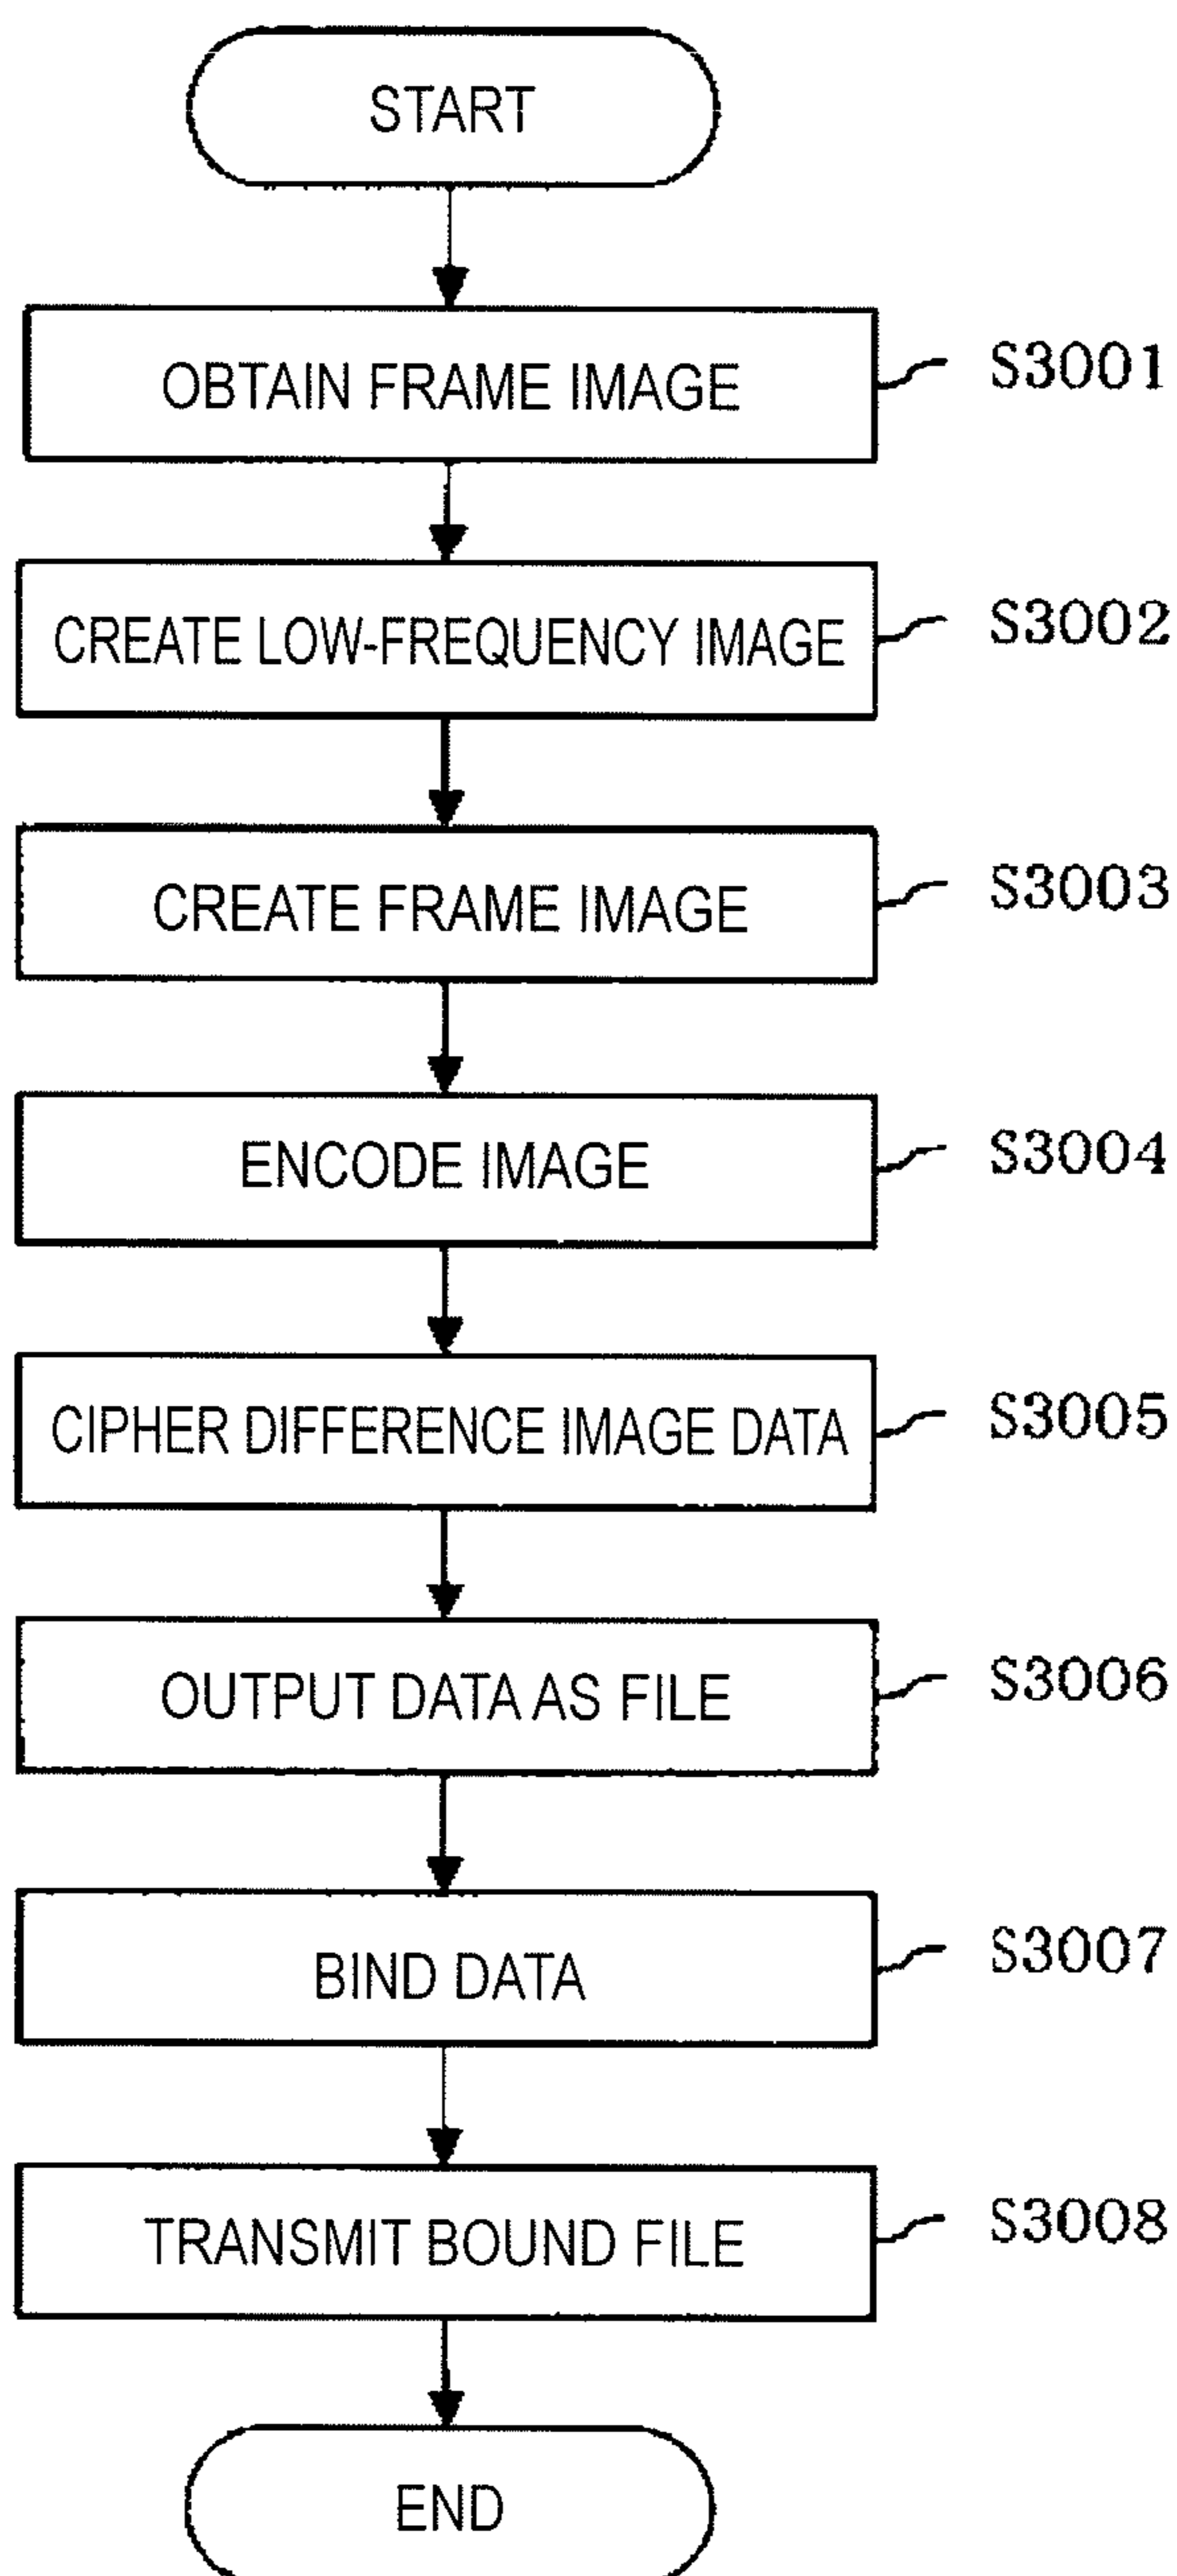 START
OBTAIN FRAME IMAGE S3001
CREATE LOW-FREQUENCY IMAGE S3002
CREATE FRAME IMAGE S3003
ENCODE IMAGE S3004
CIPHER DIFFERENCE IMAGE DATA S3005
OUTPUT DATA AS FILE S3006
BIND DATA S3007
TRANSMIT BOUND FILE S3008
END